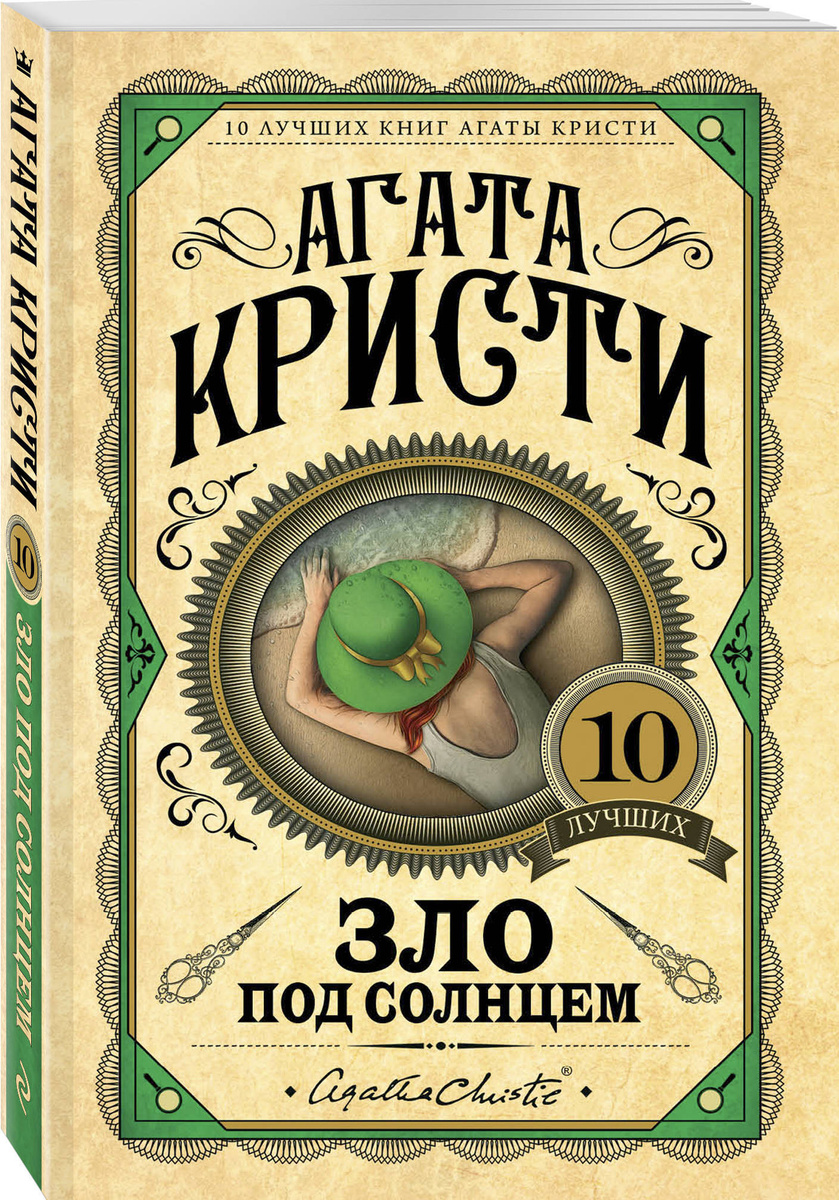 10 ЛУЧШИХ КНИГ АГАТЫ КРИСТИ
АГАТА
КРИСТИ
10
ЛУЧШИХ
ЗЛО
ПОД СОЛНЦЕМ
Agatha Christie®
АГАТА КРИСТИ
10
ЗЛО ПОД СОЛНЦЕМ